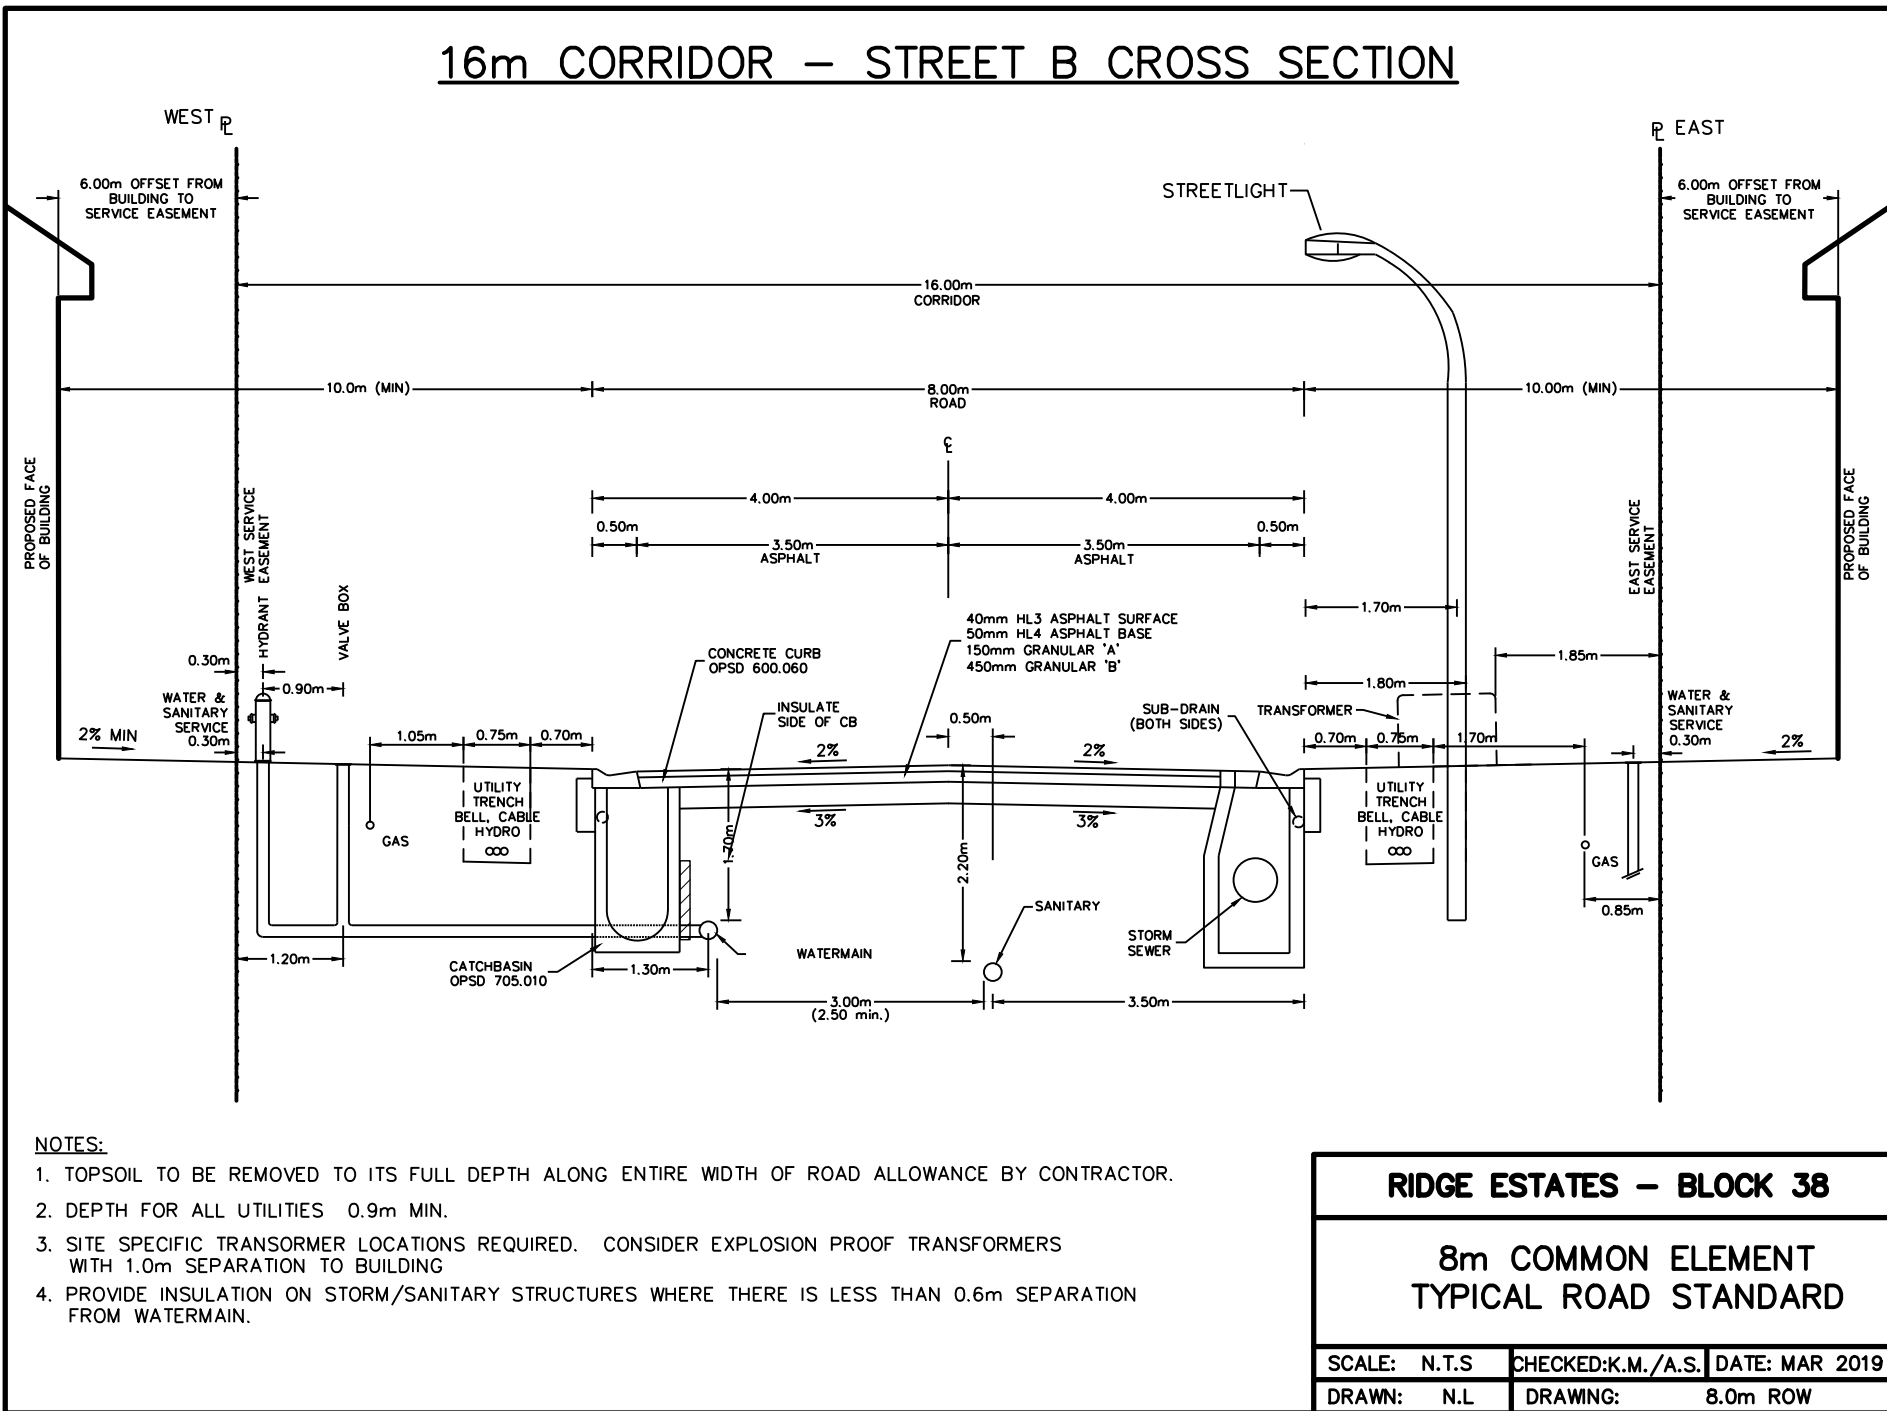 16m CORRIDOR – STREET B CROSS SECTION
WEST PL
PL EAST
6.00m OFFSET FROM
BUILDING TO
SERVICE EASEMENT
STREETLIGHT
6.00m OFFSET FROM
BUILDING TO
SERVICE EASEMENT
16.00m
CORRIDOR
10.0m (MIN)
8.00m
ROAD
10.00m (MIN)
CL
4.00m
4.00m
0.50m
0.50m
3.50m
ASPHALT
3.50m
ASPHALT
PROPOSED FACE
OF BUILDING
WEST SERVICE
EASEMENT
HYDRANT
VALVE BOX
EAST SERVICE
EASEMENT
PROPOSED FACE
OF BUILDING
1.70m
40mm HL3 ASPHALT SURFACE
50mm HL4 ASPHALT BASE
150mm GRANULAR 'A'
450mm GRANULAR 'B'
CONCRETE CURB
OPSD 600.060
0.30m
0.90m
1.85m
1.80m
WATER &
SANITARY
SERVICE
0.30m
INSULATE
SIDE OF CB
0.50m
SUB-DRAIN
(BOTH SIDES)
TRANSFORMER
WATER &
SANITARY
SERVICE
0.30m
2% MIN
1.05m
0.75m
0.70m
2%
2%
0.70m
0.75m
1.70m
2%
UTILITY
TRENCH
BELL, CABLE
HYDRO
GAS
3%
3%
1.70m
2.20m
UTILITY
TRENCH
BELL, CABLE
HYDRO
GAS
0.85m
SANITARY
STORM
SEWER
WATERMAIN
1.20m
CATCHBASIN
OPSD 705.010
1.30m
3.00m
(2.50 min.)
3.50m
NOTES:
1. TOPSOIL TO BE REMOVED TO ITS FULL DEPTH ALONG ENTIRE WIDTH OF ROAD ALLOWANCE BY CONTRACTOR.
2. DEPTH FOR ALL UTILITIES 0.9m MIN.
3. SITE SPECIFIC TRANSORMER LOCATIONS REQUIRED. CONSIDER EXPLOSION PROOF TRANSFORMERS
WITH 1.0m SEPARATION TO BUILDING
4. PROVIDE INSULATION ON STORM/SANITARY STRUCTURES WHERE THERE IS LESS THAN 0.6m SEPARATION
FROM WATERMAIN.
RIDGE ESTATES – BLOCK 38
8m COMMON ELEMENT
TYPICAL ROAD STANDARD
SCALE: N.T.S
CHECKED:K.M./A.S.
DATE: MAR 2019
DRAWN: N.L
DRAWING: 8.0m ROW